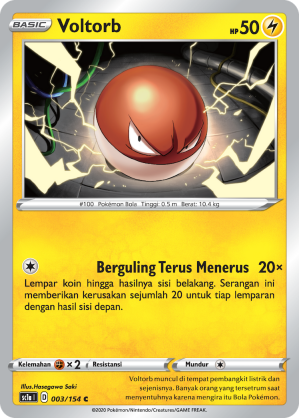 BASIC Voltorb HP50
#100 Pokémon Bola Tinggi: 0.5 m Berat: 10.4 kg
Berguling Terus Menerus 20×
Lempar koin hingga hasilnya sisi belakang. Serangan ini
memberikan kerusakan sejumlah 20 untuk tiap lemparan
dengan hasil sisi depan.
Kelemahan ×2 Resistansi Mundur
Illus.Hasegawa Saki
sc1a I D 003/154 C
Voltorb muncul di tempat pembangkit listrik dan
sejenisnya. Banyak orang yang tersetrum saat
menyentuhnya karena mengira itu Bola Pokémon.
©2020 Pokémon/Nintendo/Creatures/GAME FREAK.